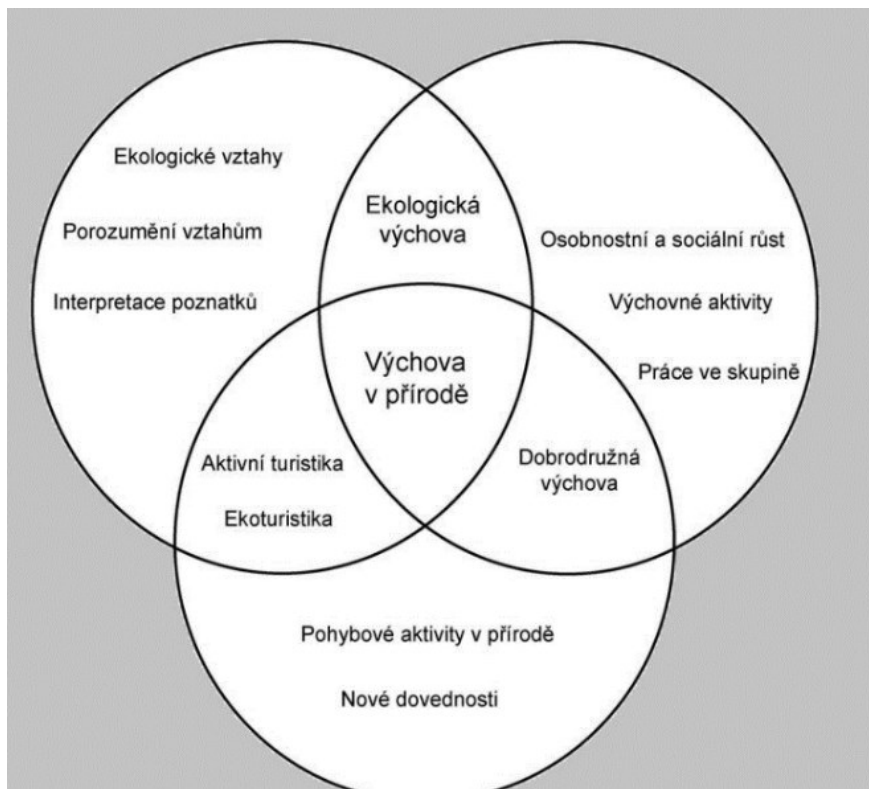 Ekologické vztahy
Ekologická
výchova
Porozumění vztahům
Osobnostní a sociální růst
Interpretace poznatků
Výchovné aktivity
Výchova
v přírodě
Práce ve skupině
Aktivní turistika
Dobrodružná
výchova
Ekoturistika
Pohybové aktivity v přírodě
Nové dovednosti